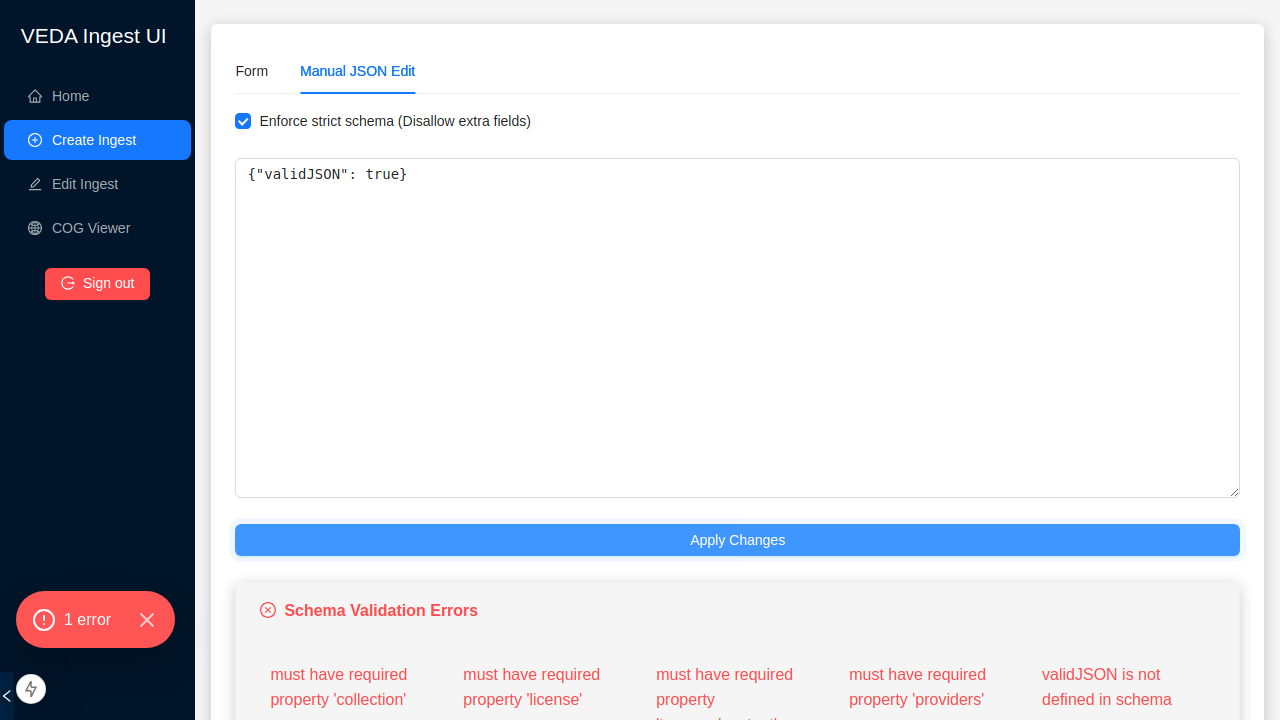 VEDA Ingest UI
Home
Create Ingest
Edit Ingest
COG Viewer
Sign out
1 error
Form
Manual JSON Edit
Enforce strict schema (Disallow extra fields)
{"validJSON": true}
Apply Changes
Schema Validation Errors
must have required
property 'collection'
must have required
property 'license'
must have required
property
must have required
property 'providers'
validJSON is not
defined in schema